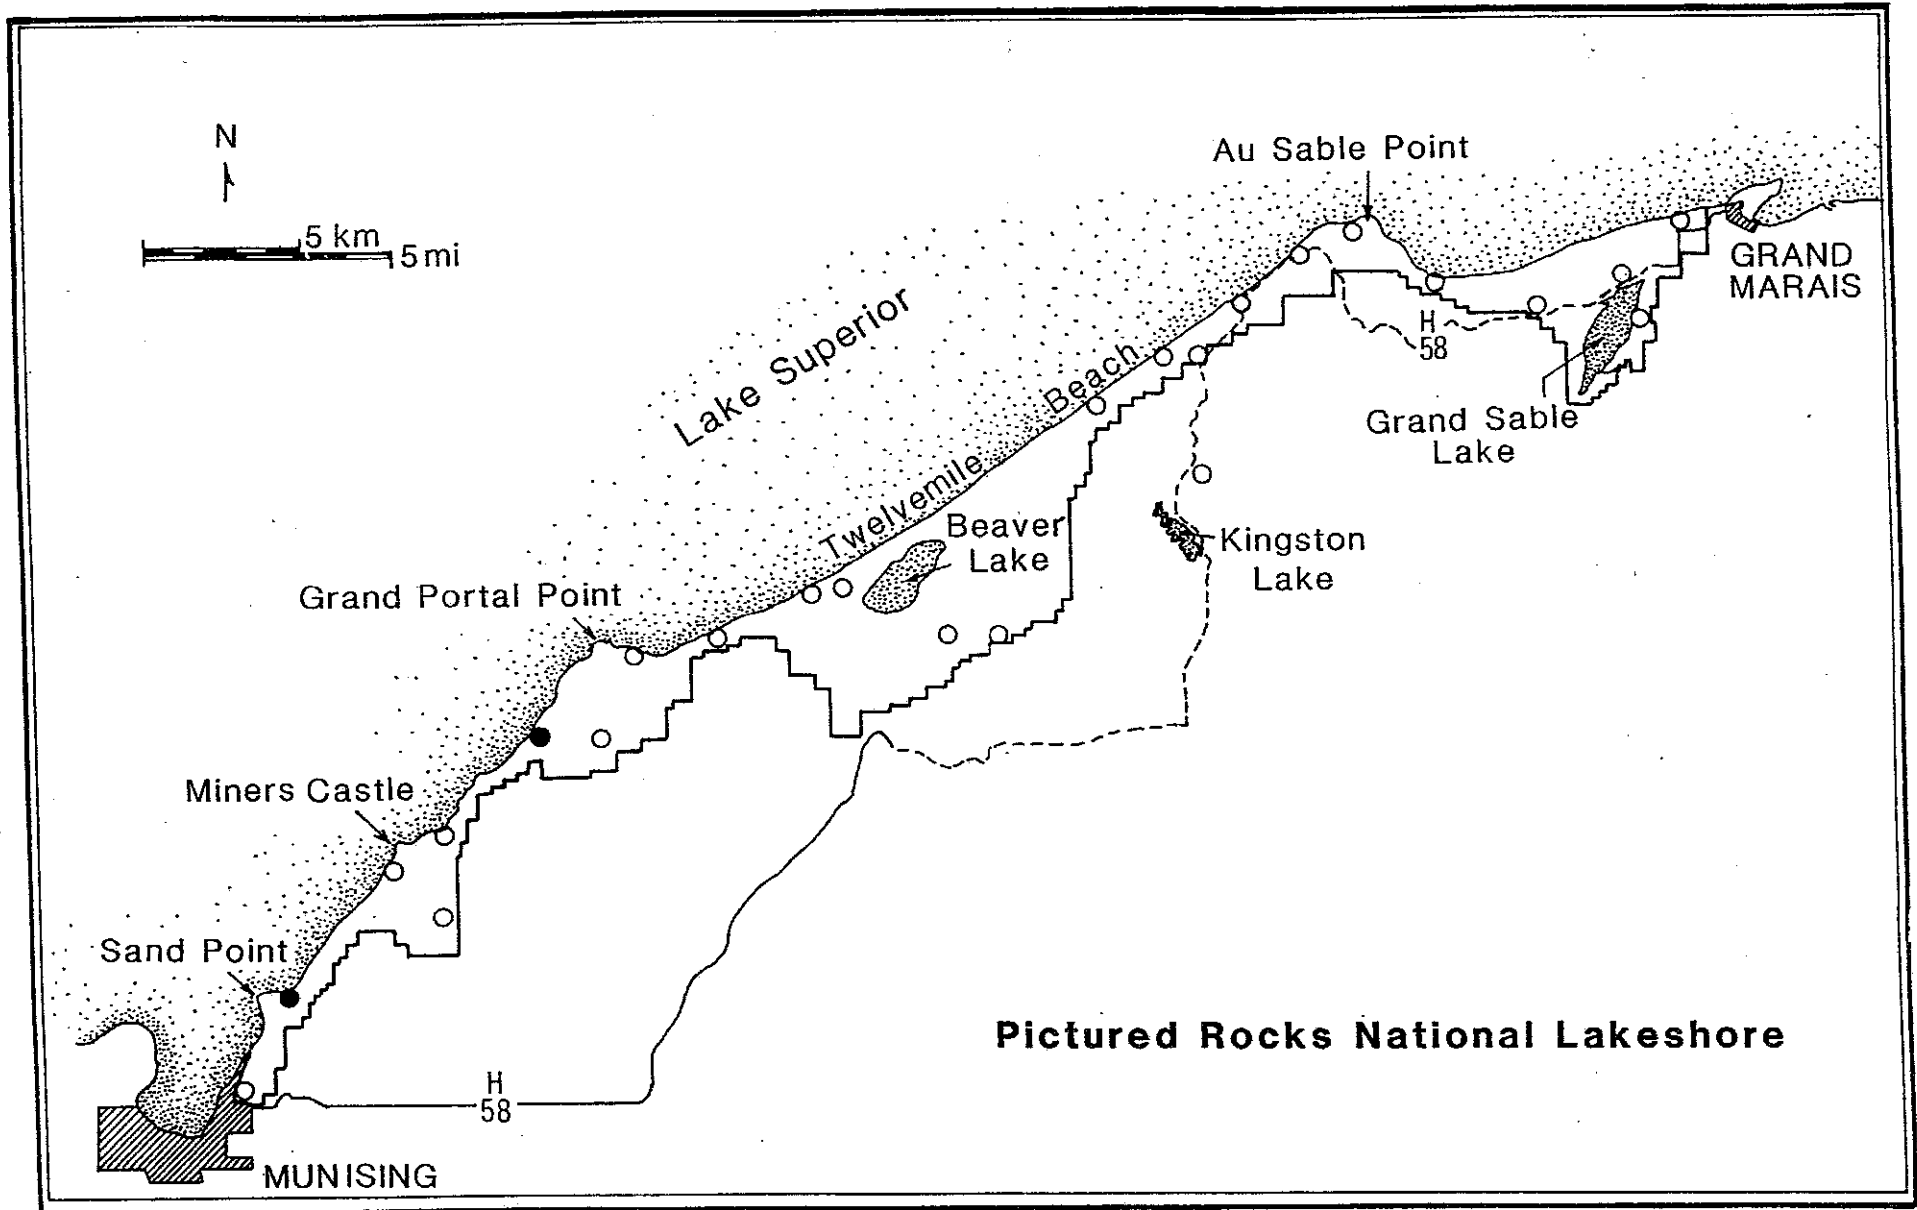 N
5 km
5 mi
Au Sable Point
GRAND
MARAIS
Lake Superior
H
58
Twelvemile Beach
Grand Sable
Lake
Beaver
Lake
Kingston
Lake
Grand Portal Point
Miners Castle
Sand Point
Pictured Rocks National Lakeshore
H
58
MUNISING